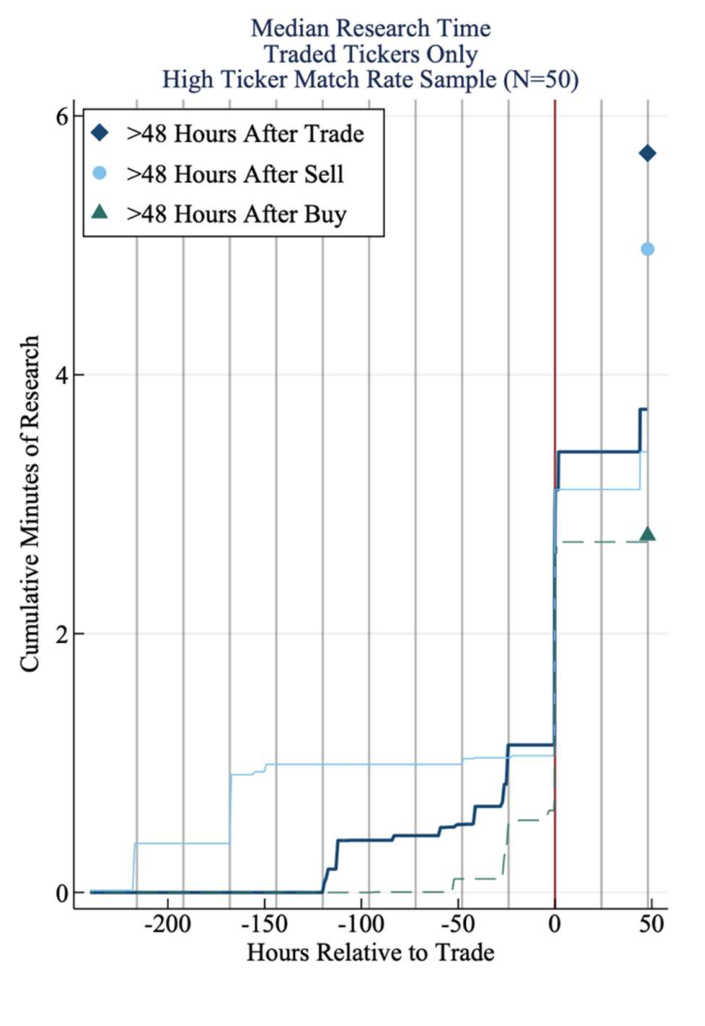 Median Research Time
Traded Tickers Only
High Ticker Match Rate Sample (N=50)
>48 Hours After Trade
>48 Hours After Sell
>48 Hours After Buy
6
4
2
0
Cumulative Minutes of Research
-200 -150 -100 -50 0 50
Hours Relative to Trade